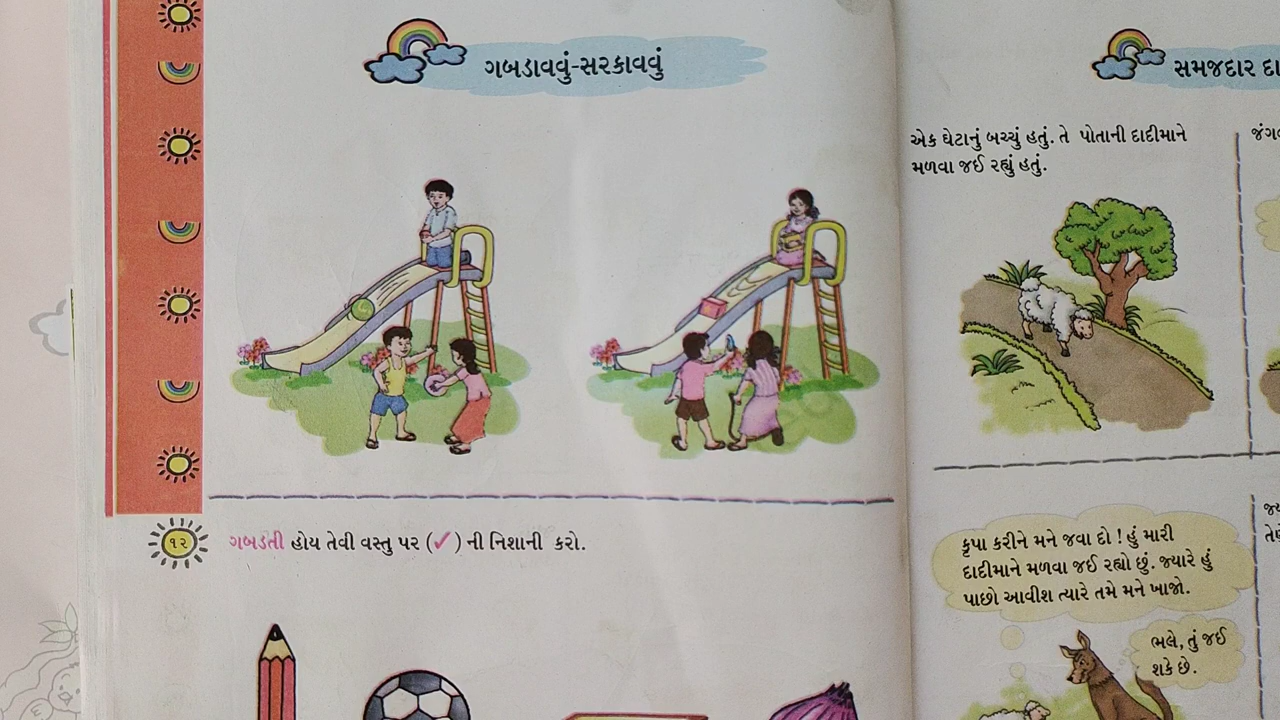 ગબડાવવું-સરકાવવું
૧૨
ગબડતી હોય તેવી વસ્તુ પર (✓) ની નિશાની કરો.
સમજદાર
એક ઘેટાનું બચ્ચું હતું. તે પોતાની દાદીમાને
મળવા જઈ રહ્યું હતું.
કૃપા કરીને મને જવા દો ! હું મારી
દાદીમાને મળવા જઈ રહ્યો છું. જ્યારે હું
પાછો આવીશ ત્યારે તમે મને ખાજો.
ભલે, તું જઈ
શકે છે.